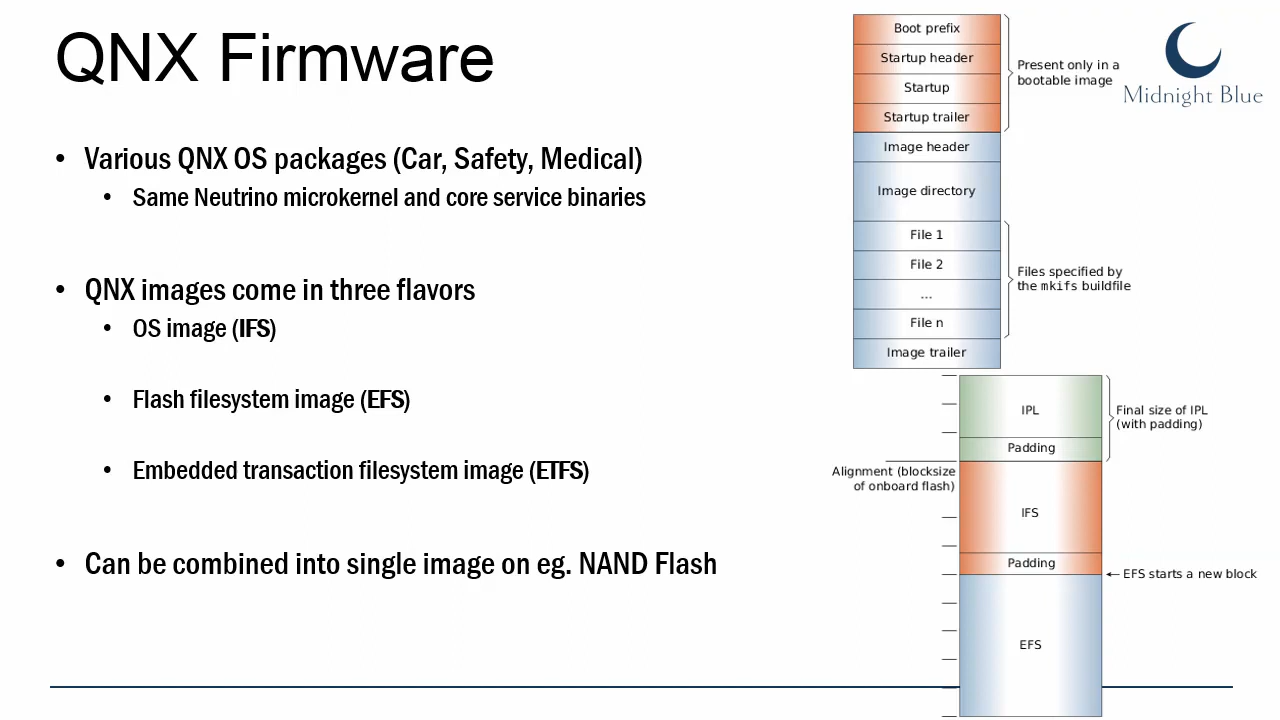 QNX Firmware
• Various QNX OS packages (Car, Safety, Medical)
• Same Neutrino microkernel and core service binaries
• QNX images come in three flavors
• OS image (IFS)
• Flash filesystem image (EFS)
• Embedded transaction filesystem image (ETFS)
• Can be combined into single image on eg. NAND Flash
Boot prefix
Startup header
Startup
Startup trailer
Present only in a
bootable image
Image header
Image directory
File 1
File 2
...
File n
Files specified by
the mkifs buildfile
Image trailer
IPL
Padding
Final size of IPL
(with padding)
Alignment (blocksize
of onboard flash)
IFS
Padding
EFS starts a new block
EFS
Midnight Blue